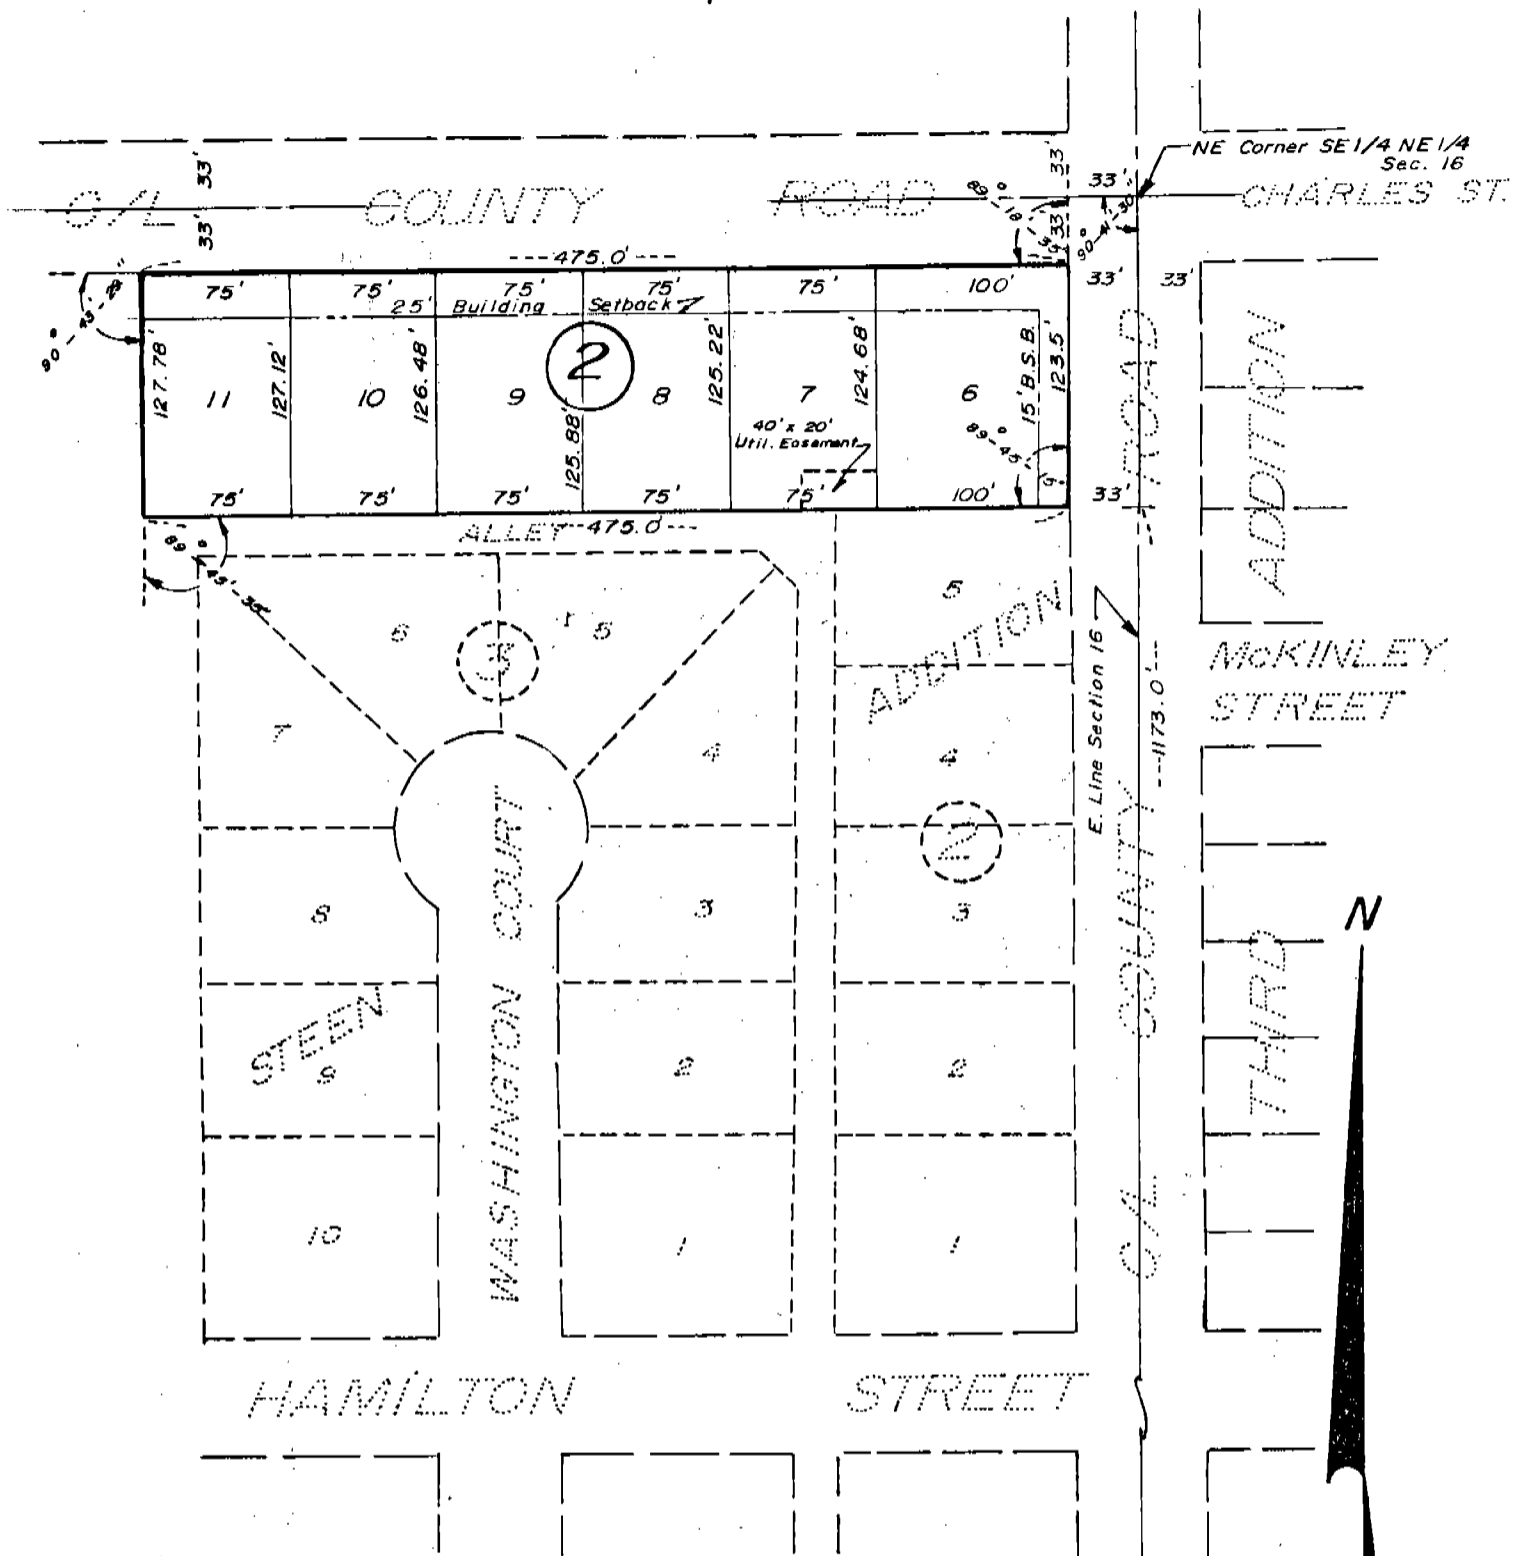 NE Corner SE 1/4 NE 1/4
Sec. 16
33'
33'
33'
C/L COUNTY ROAD
CHARLES ST.
33'
33'
---475.0'---
33' 33'
75' 75' 75' 75' 100'
25' Building Setback
90°
127.78'
127.12'
126.48'
125.88'
125.22'
124.68'
15' B.S.B.
123.5'
11 10 9 2 8 7 6
40' x 20'
Util. Easement
75' 75' 75' 75' 75' 100'
9'
33'
ALLEY ---475.0'---
ROAD
ADDITION
6 3 5
5
ADDITION
E. Line Section 16
---1173.0'---
McKINLEY
STREET
7 4 4
2
WASHINGTON COURT
C/L COUNTY
8 3 3
N
STEEN
THIRD
9 2 2
10 1 1
HAMILTON STREET